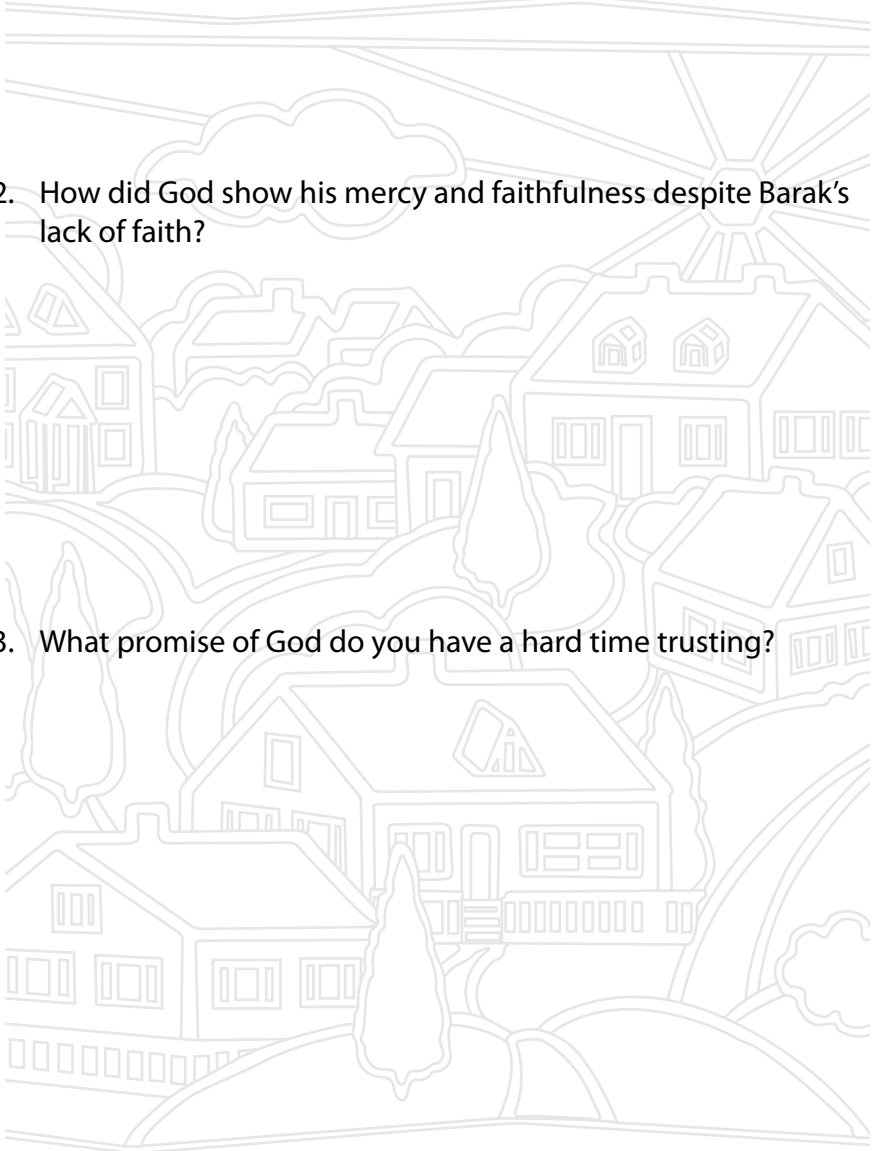 2. How did God show his mercy and faithfulness despite Barak’s
lack of faith?
3. What promise of God do you have a hard time trusting?